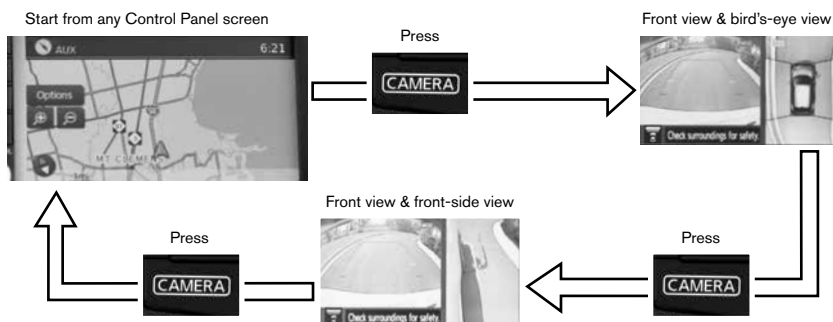 Start from any Control Panel screen
Front view & bird's-eye view
Press
AUX 6:21
CAMERA
Options
MT CLEMENS
Check surroundings for safety.
Front view & front-side view
Press
Press
CAMERA
CAMERA
Check surroundings for safety.